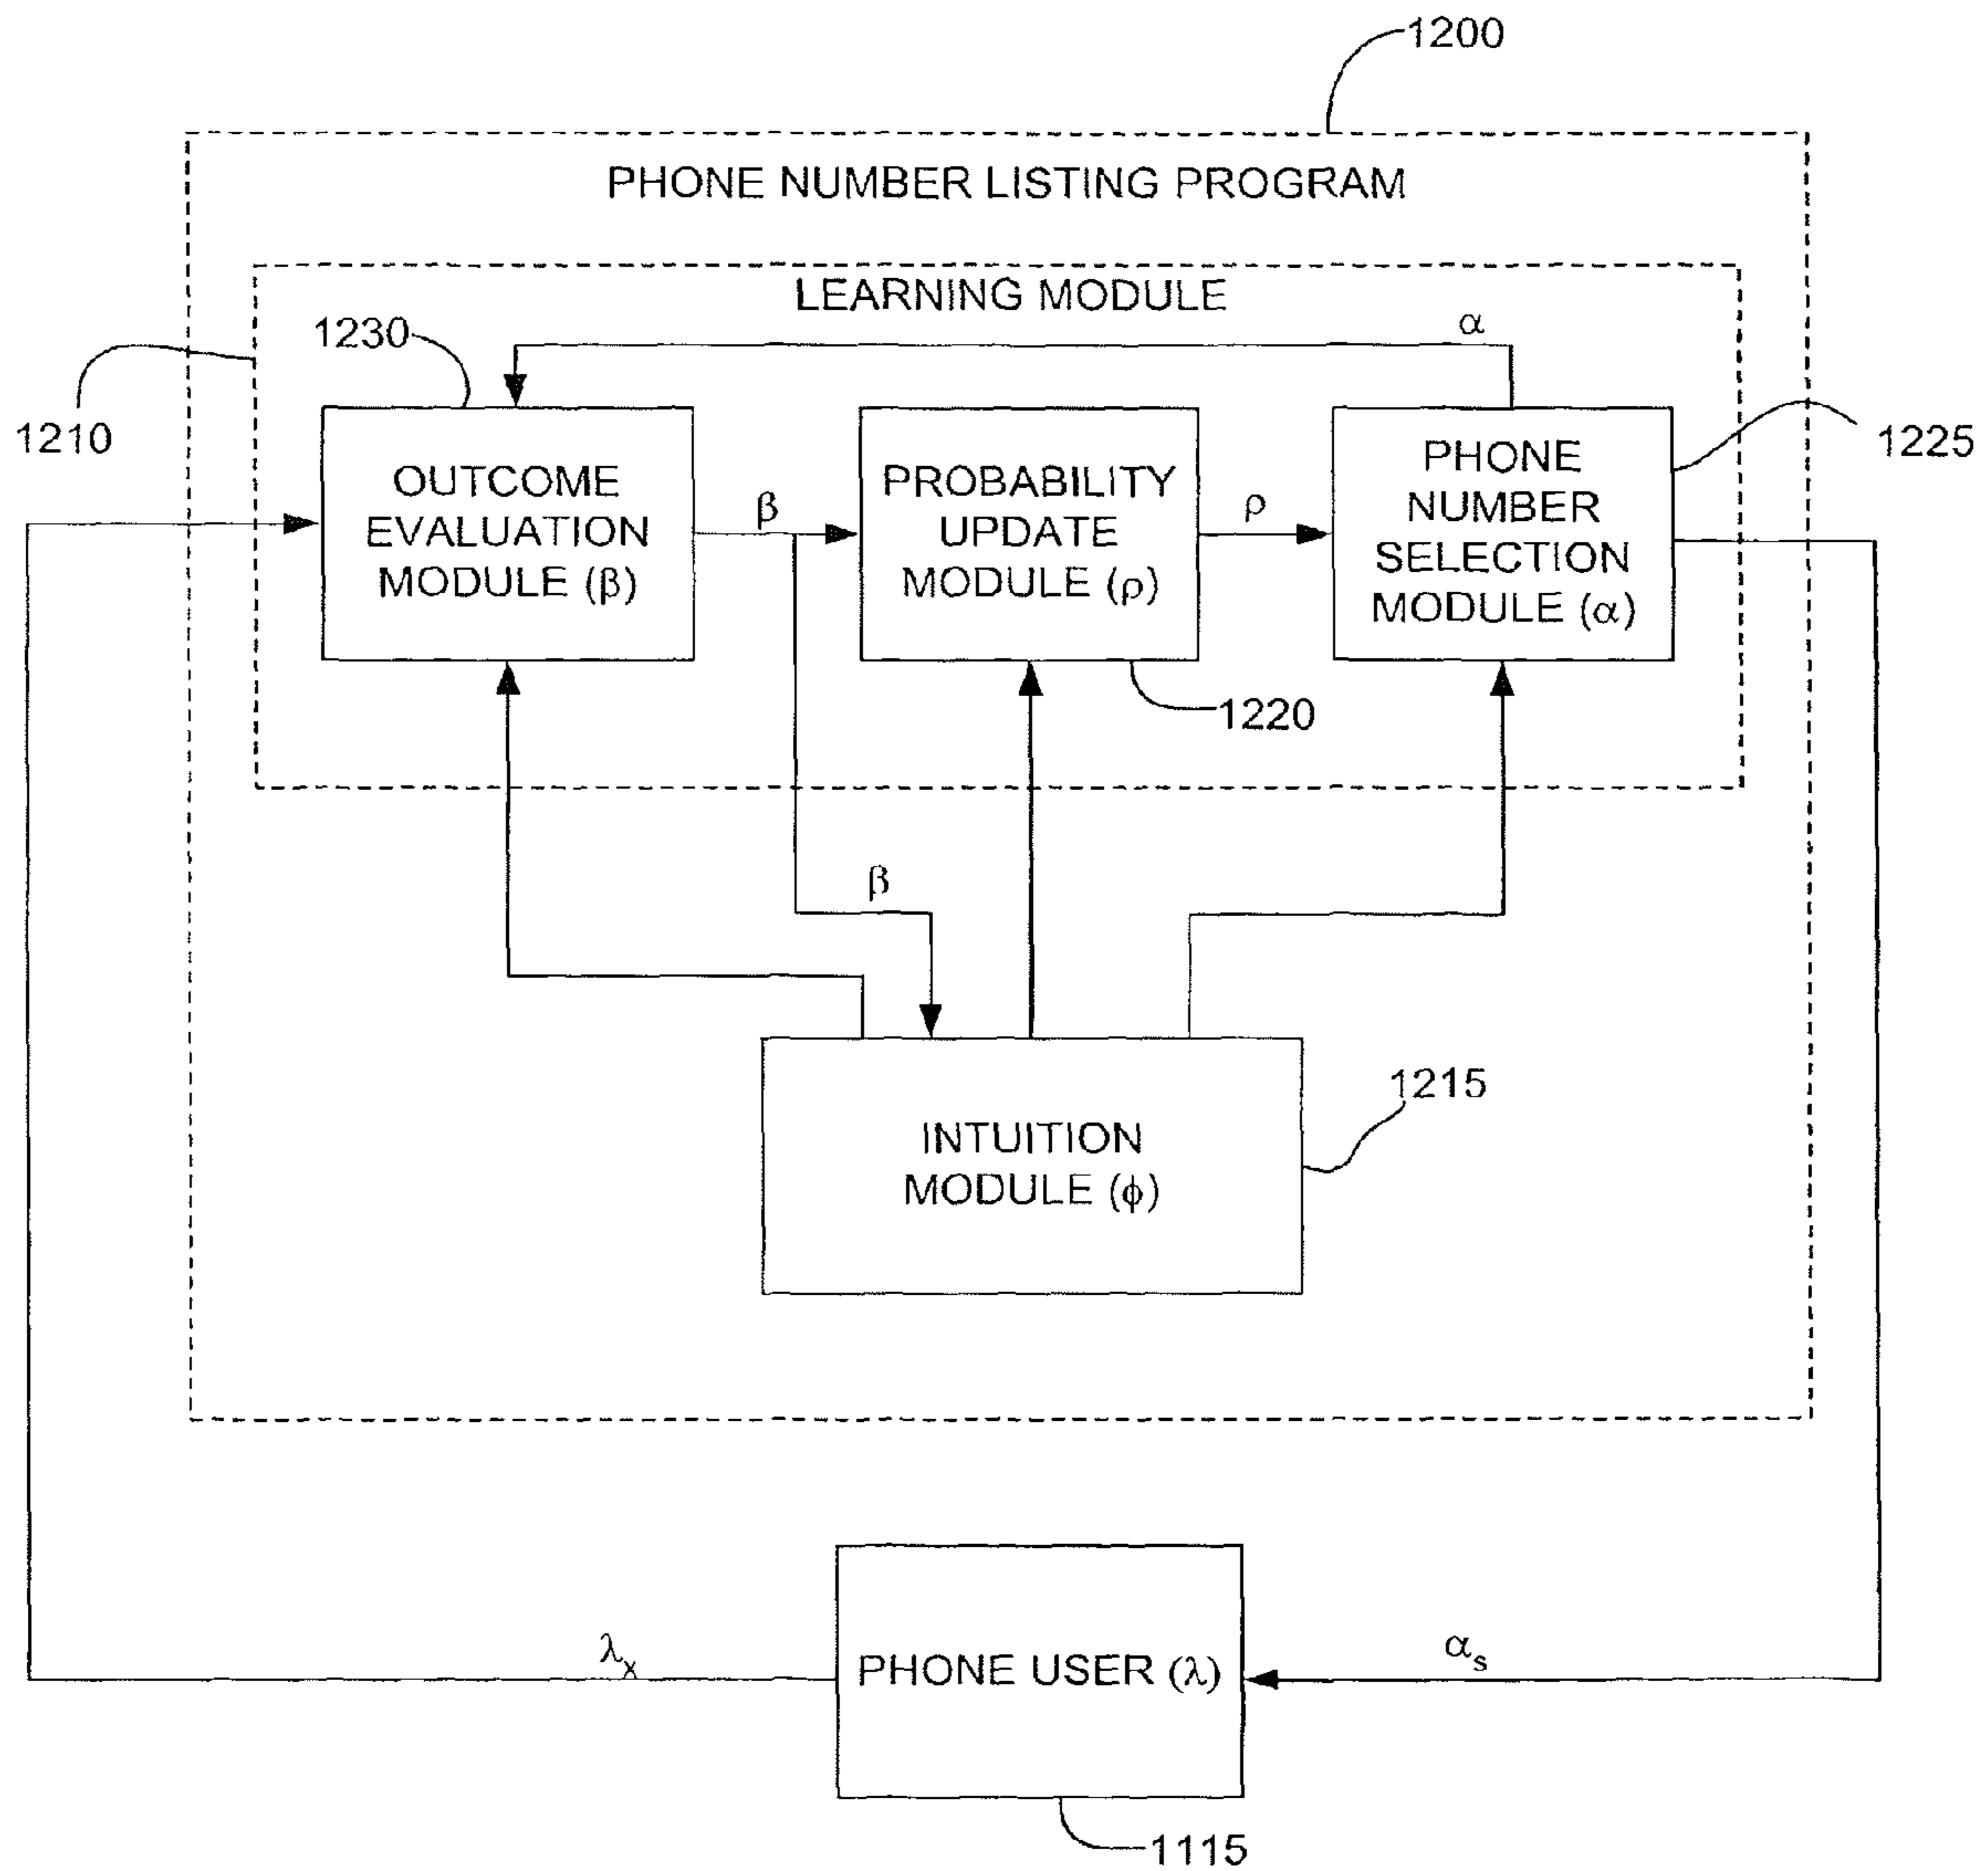 1200
PHONE NUMBER LISTING PROGRAM
LEARNING MODULE
α
1230
1210
1225
OUTCOME
EVALUATION
MODULE (β)
β
PROBABILITY
UPDATE
MODULE (ρ)
ρ
PHONE
NUMBER
SELECTION
MODULE (α)
1220
β
1215
INTUITION
MODULE (ϕ)
λx
PHONE USER (λ)
αs
1115